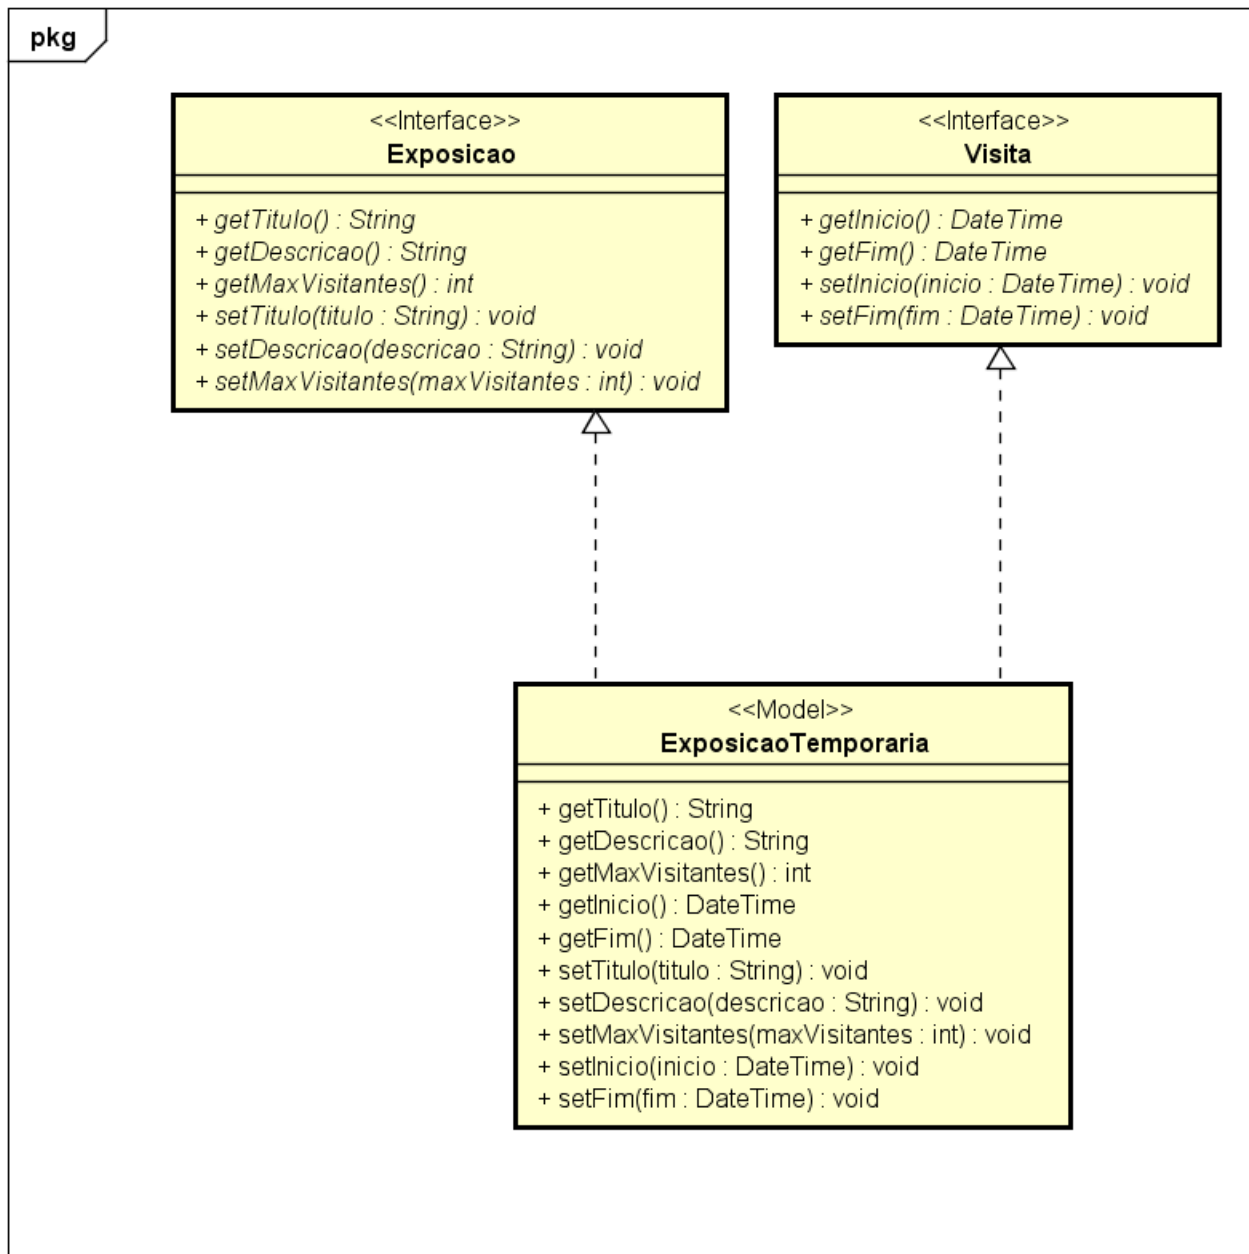 pkg
<<Interface>>
Exposicao
+ getTitulo() : String
+ getDescricao() : String
+ getMaxVisitantes() : int
+ setTitulo(titulo : String) : void
+ setDescricao(descricao : String) : void
+ setMaxVisitantes(maxVisitantes : int) : void
<<Interface>>
Visita
+ getInicio() : DateTime
+ getFim() : DateTime
+ setInicio(inicio : DateTime) : void
+ setFim(fim : DateTime) : void
<<Model>>
ExposicaoTemporaria
+ getTitulo() : String
+ getDescricao() : String
+ getMaxVisitantes() : int
+ getInicio() : DateTime
+ getFim() : DateTime
+ setTitulo(titulo : String) : void
+ setDescricao(descricao : String) : void
+ setMaxVisitantes(maxVisitantes : int) : void
+ setInicio(inicio : DateTime) : void
+ setFim(fim : DateTime) : void